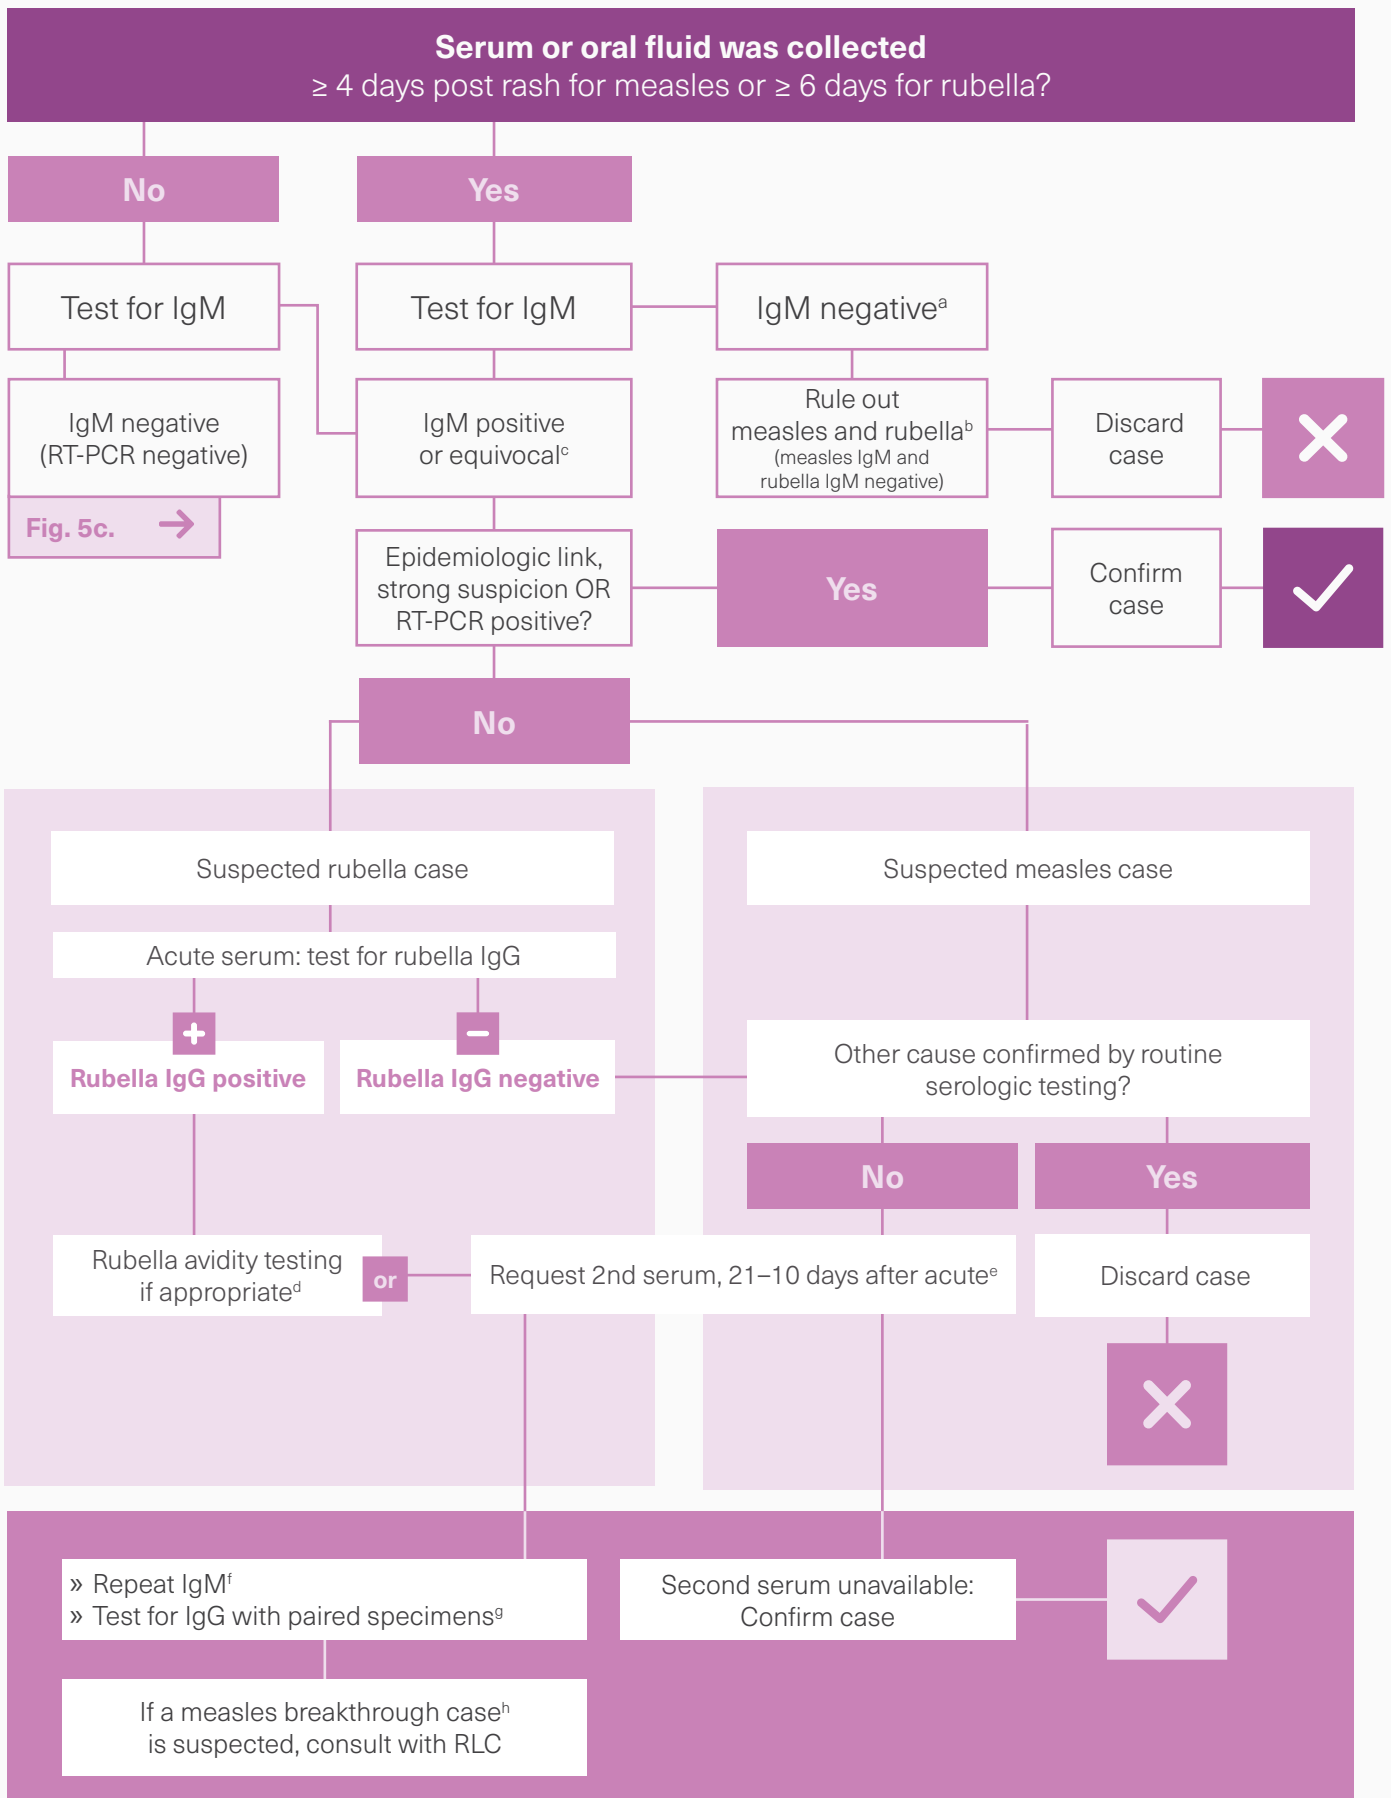 Serum or oral fluid was collected
≥ 4 days post rash for measles or ≥ 6 days for rubella?
No
Yes
Test for IgM
Test for IgM
IgM negativeᵃ
IgM negative
(RT-PCR negative)
Fig. 5c.
IgM positive
or equivocalᶜ
Rule out
measles and rubellaᵇ
(measles IgM and
rubella IgM negative)
Discard
case
Epidemiologic link,
strong suspicion OR
RT-PCR positive?
Yes
Confirm
case
No
Suspected rubella case
Suspected measles case
Acute serum: test for rubella IgG
Rubella IgG positive
Rubella IgG negative
Other cause confirmed by routine
serologic testing?
No
Yes
Rubella avidity testing
if appropriateᵈ
or
Request 2nd serum, 21–10 days after acuteᵉ
Discard case
» Repeat IgMᶠ
» Test for IgG with paired specimensᵍ
Second serum unavailable:
Confirm case
If a measles breakthrough caseʰ
is suspected, consult with RLC